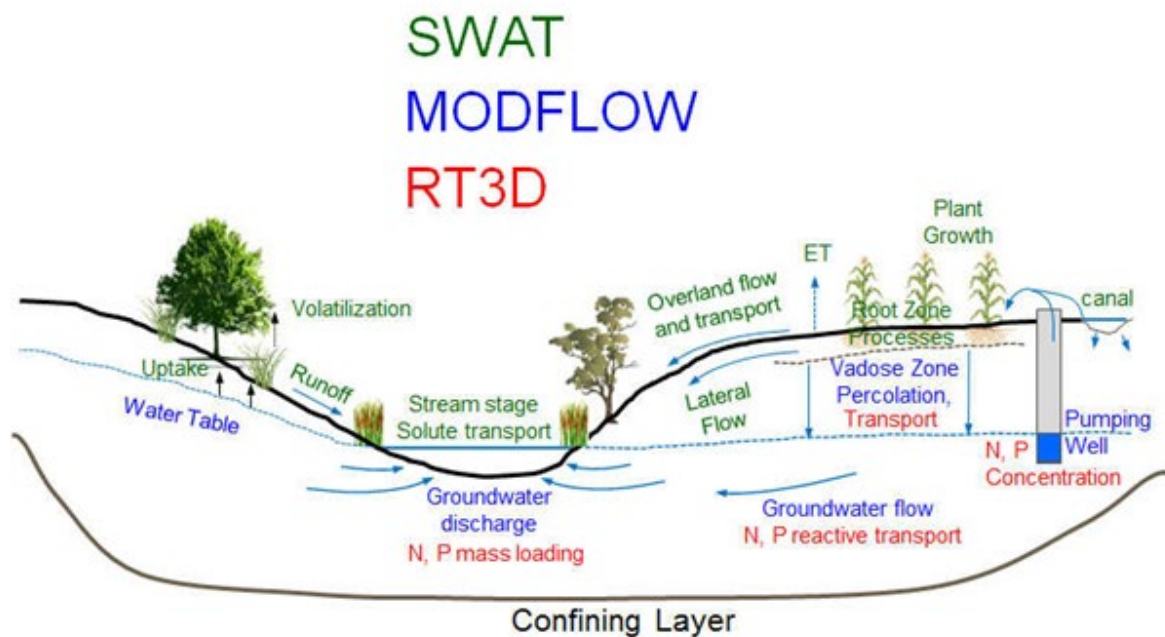 SWAT
MODFLOW
RT3D
Plant
Growth
ET
Volatilization
Overland flow
and transport
canal
Root Zone
Processes
Uptake
Runoff
Water Table
Stream stage
Solute transport
Lateral
Flow
Vadose Zone
Percolation,
Transport
Pumping
Well
N, P
Concentration
Groundwater
discharge
N, P mass loading
Groundwater flow
N, P reactive transport
Confining Layer